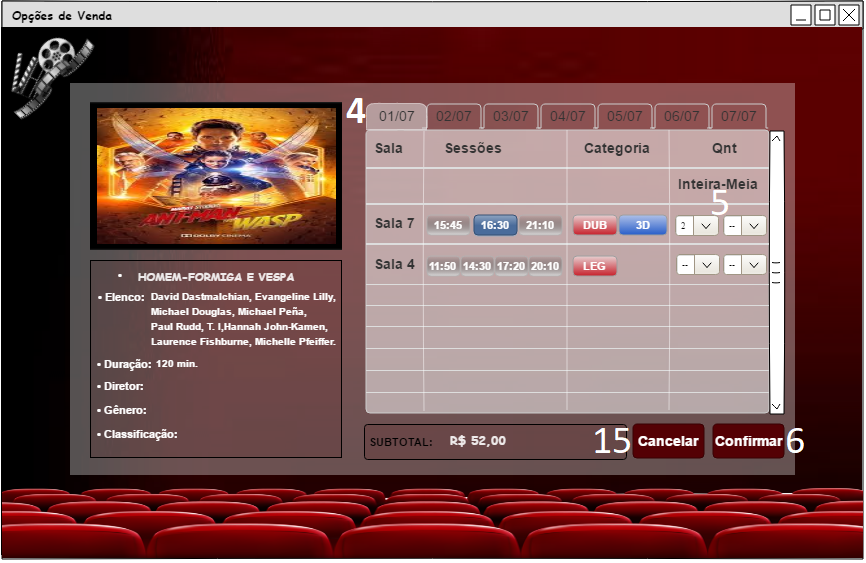 Opções de Venda
4
01/07 02/07 03/07 04/07 05/07 06/07 07/07
Sala Sessões Categoria Qnt
Inteira-Meia
5
Sala 7 15:45 16:30 21:10 DUB 3D 2 --
Sala 4 11:50 14:30 17:20 20:10 LEG -- --
ANT-MAN
WASP
DOLBY CINEMA
• HOMEM-FORMIGA E VESPA
▪ Elenco: David Dastmalchian, Evangeline Lilly,
Michael Douglas, Michael Peña,
Paul Rudd, T. I,Hannah John-Kamen,
Laurence Fishburne, Michelle Pfeiffer.
▪ Duração: 120 min.
▪ Diretor:
▪ Gênero:
▪ Classificação:
SUBTOTAL: R$ 52,00
15 Cancelar Confirmar 6